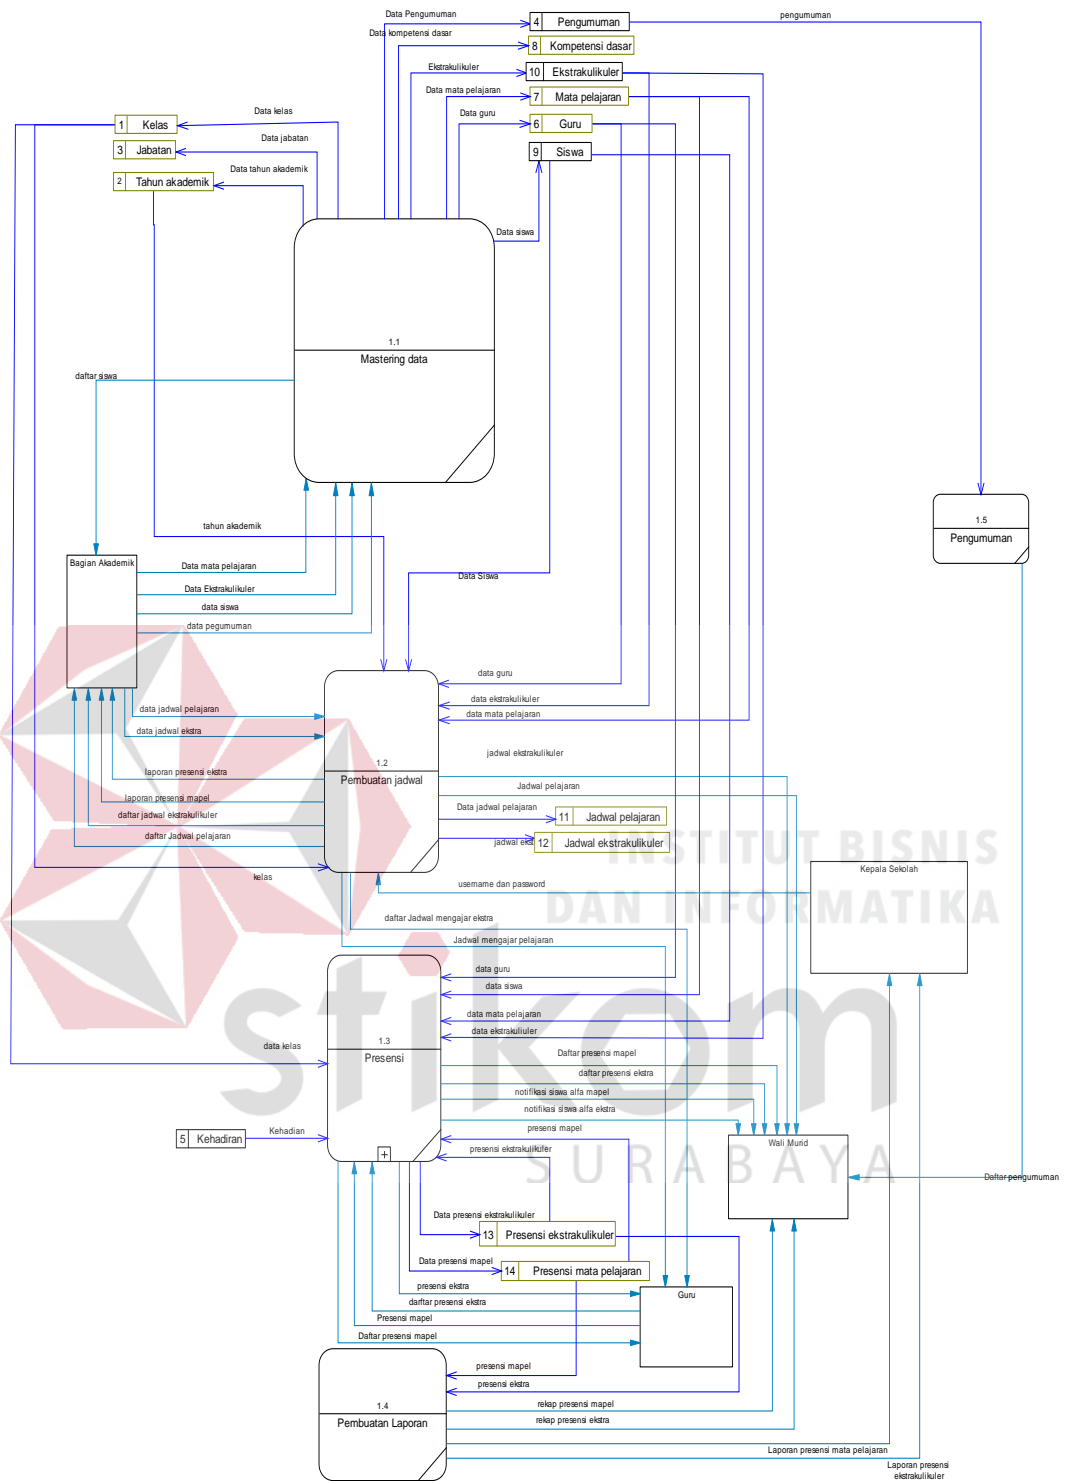 Data Pengumuman
4 Pengumuman
pengumuman
Data kompetensi dasar
8 Kompetensi dasar
Ekstrakulikuler
10 Ekstrakulikuler
Data mata pelajaran
7 Mata pelajaran
Data kelas
Data guru
1 Kelas
6 Guru
Data jabatan
3 Jabatan
9 Siswa
Data tahun akademik
2 Tahun akademik
Data siswa
1.1
Mastering data
daftar siswa
tahun akademik
1.5
Pengumuman
Bagian Akademik
Data mata pelajaran
Data Siswa
Data Ekstrakulikuler
data siswa
data pegumuman
data guru
data ekstrakulikuler
data jadwal pelajaran
data mata pelajaran
data jadwal ekstra
jadwal ekstrakulikuler
1.2
Pembuatan jadwal
laporan presensi ekstra
Jadwal pelajaran
laporan presensi mapel
Data jadwal pelajaran
11 Jadwal pelajaran
daftar jadwal ekstrakulikuler
daftar Jadwal pelajaran
jadwal eks
12 Jadwal ekstrakulikuler
INSTITUT BISNIS
DAN INFORMATIKA
Kepala Sekolah
kelas
username dan password
daftar Jadwal mengajar ekstra
Jadwal mengajar pelajaran
data guru
data siswa
stikom
data mata pelajaran
data ekstrakuliuler
1.3
Presensi
data kelas
Daftar presensi mapel
daftar presensi ekstra
notifikasi siswa alfa mapel
notifikasi siswa alfa ekstra
5 Kehadiran
Kehadian
presensi mapel
Wali Murid
presensi ekstrakulikuler
+
SURABAYA
Daftar pengumuman
Data presensi ekstrakulikuler
13 Presensi ekstrakulikuler
Data presensi mapel
14 Presensi mata pelajaran
presensi ekstra
Guru
darftar presensi ekstra
Presensi mapel
Daftar presensi mapel
presensi mapel
presensi ekstra
1.4
Pembuatan Laporan
rekap presensi mapel
rekap presensi ekstra
Laporan presensi mata pelajaran
Laporan presensi
ekstrakulikuler